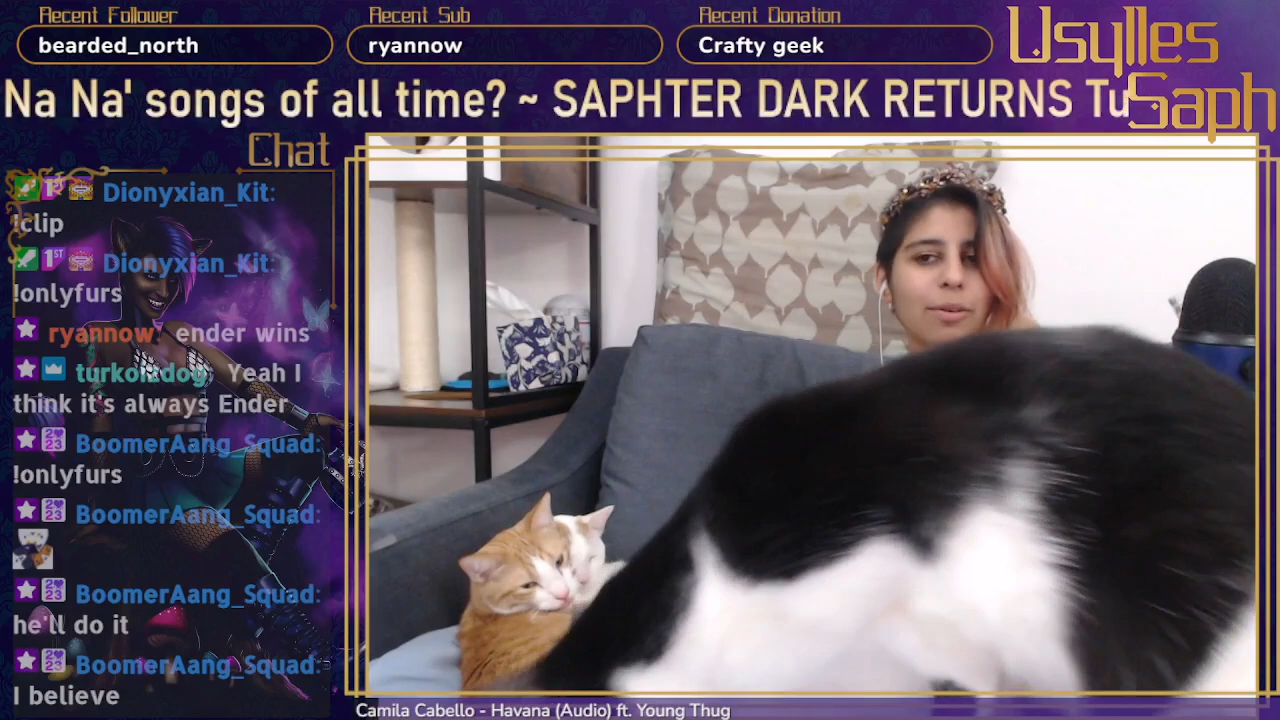 Recent Follower
Recent Sub
Recent Donation
bearded_north
ryannow
Crafty geek
Usylles
Saph
Na Na' songs of all time? ~ SAPHTER DARK RETURNS Tu
Chat
Dionyxian_Kit:
!clip
Dionyxian_Kit:
!onlyfurs
ryannow: ender wins
turkoizdog: Yeah I
think it's always Ender
BoomerAang_Squad:
!onlyfurs
BoomerAang_Squad:
BoomerAang_Squad:
he'll do it
BoomerAang_Squad:
I believe
Camila Cabello - Havana (Audio) ft. Young Thug